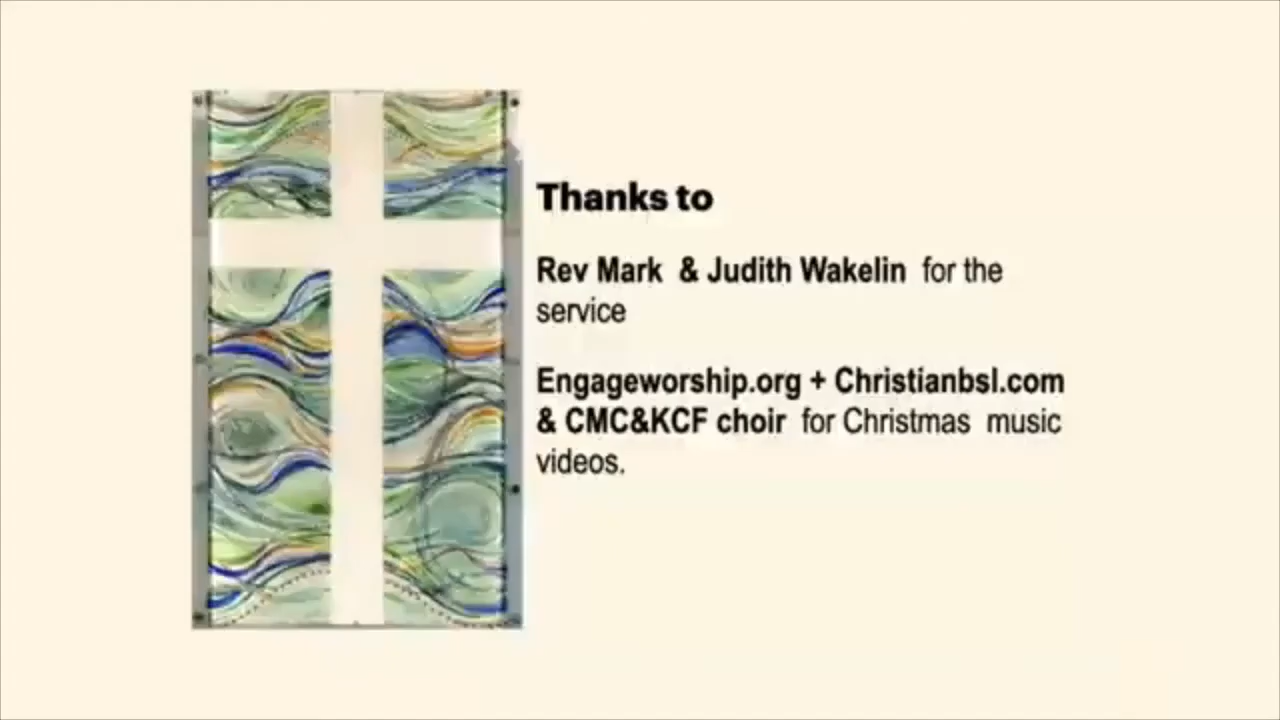 Thanks to
Rev Mark & Judith Wakelin for the
service
Engageworship.org + Christianbsl.com
& CMC&KCF choir for Christmas music
videos.